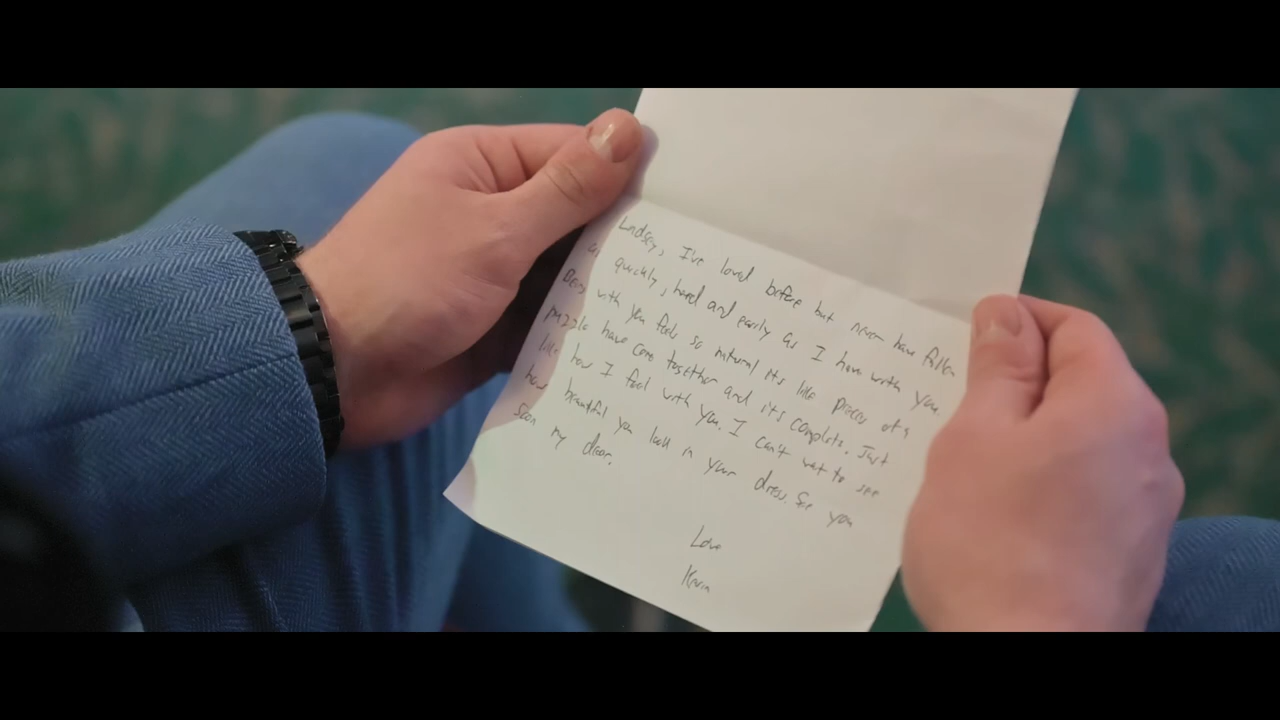 Lindsey, I've loved before but never have fallen
as quickly, hard and easily as I have with you.
Being with you feels so natural its like pieces of a
puzzle have come together and it's complete. Just
like how I feel with you. I can't wait to see
how beautiful you look in your dress. See you
soon my dear.
Love